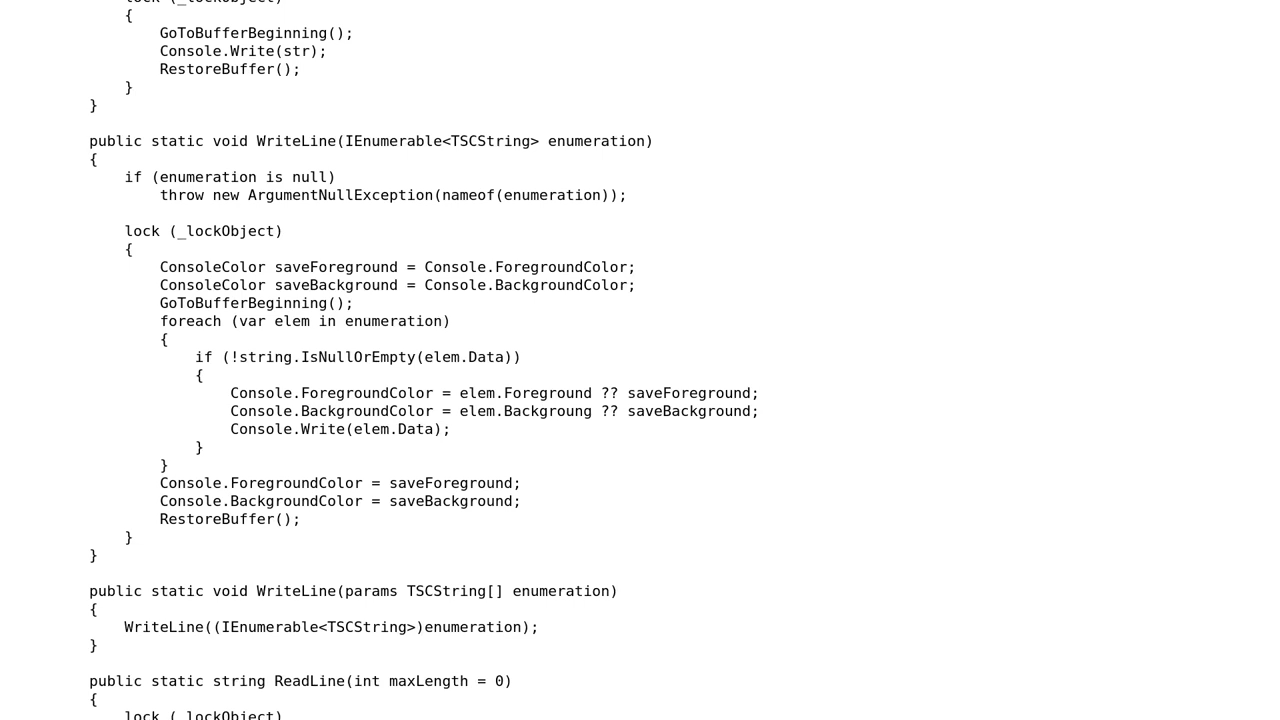 lock (_lockObject)
{
GoToBufferBeginning();
Console.Write(str);
RestoreBuffer();
}
}
public static void WriteLine(IEnumerable<TSCString> enumeration)
{
if (enumeration is null)
throw new ArgumentNullException(nameof(enumeration));
lock (_lockObject)
{
ConsoleColor saveForeground = Console.ForegroundColor;
ConsoleColor saveBackground = Console.BackgroundColor;
GoToBufferBeginning();
foreach (var elem in enumeration)
{
if (!string.IsNullOrEmpty(elem.Data))
{
Console.ForegroundColor = elem.Foreground ?? saveForeground;
Console.BackgroundColor = elem.Backgroung ?? saveBackground;
Console.Write(elem.Data);
}
}
Console.ForegroundColor = saveForeground;
Console.BackgroundColor = saveBackground;
RestoreBuffer();
}
}
public static void WriteLine(params TSCString[] enumeration)
{
WriteLine((IEnumerable<TSCString>)enumeration);
}
public static string ReadLine(int maxLength = 0)
{
lock (_lockObject)